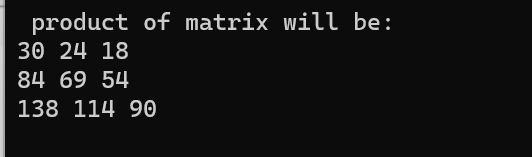 product of matrix will be:
30 24 18
84 69 54
138 114 90